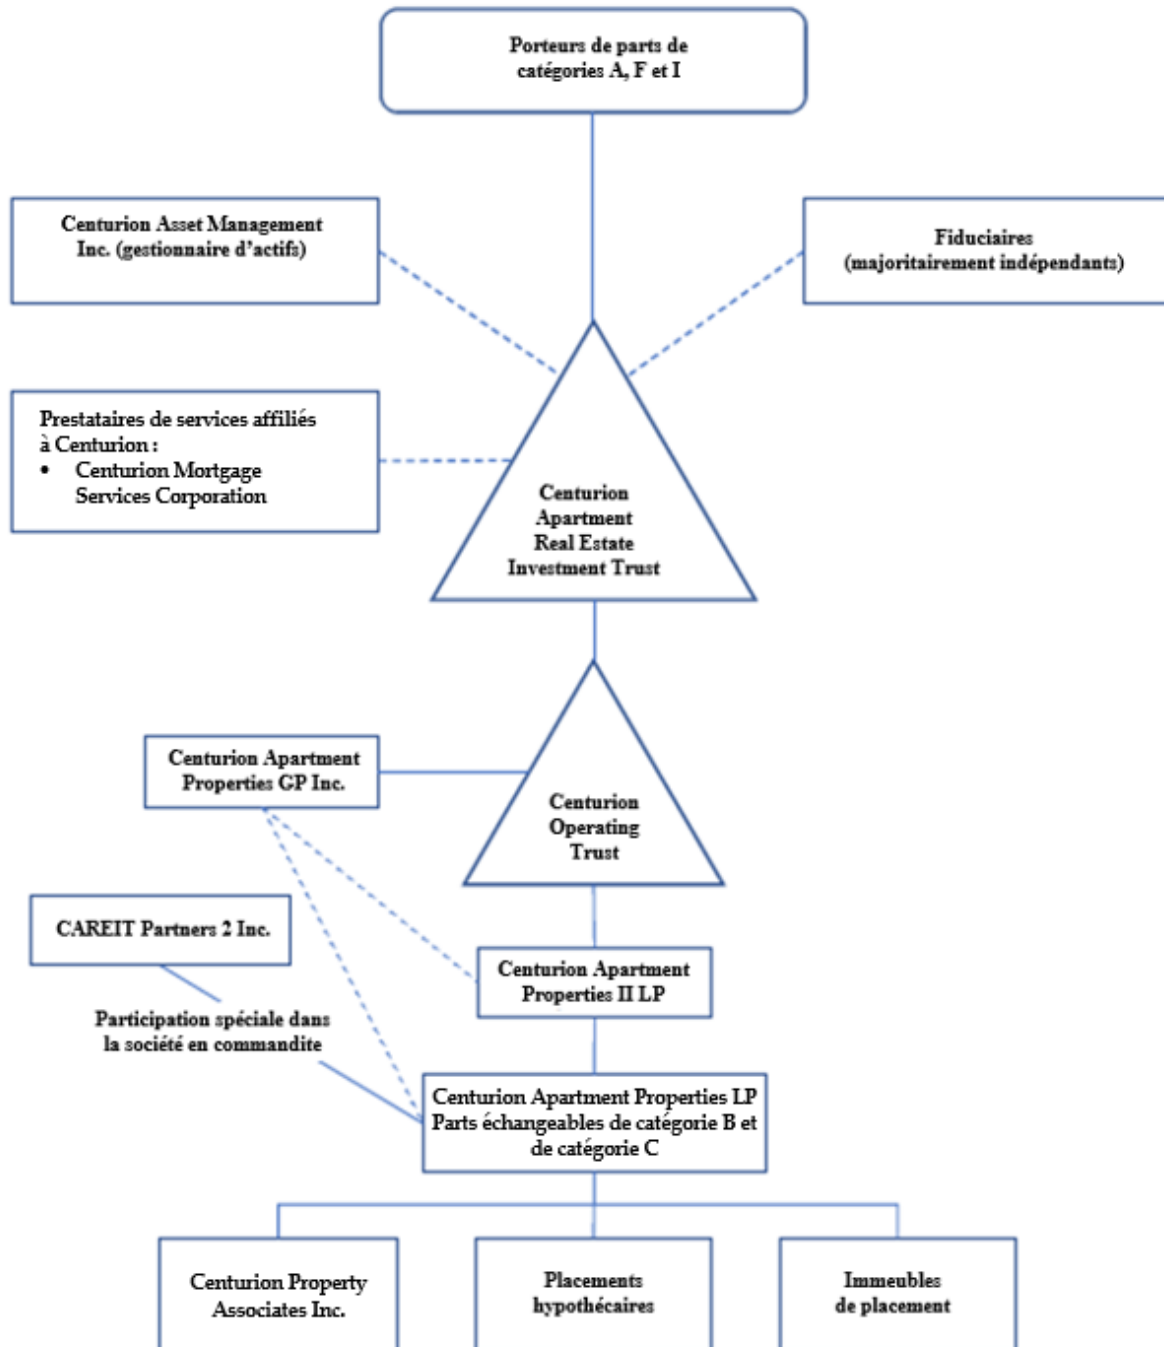 Porteurs de parts de
catégories A, F et I
Centurion Asset Management
Inc. (gestionnaire d'actifs)
Fiduciaires
(majoritairement indépendants)
Prestataires de services affiliés
à Centurion :
• Centurion Mortgage
Services Corporation
Centurion
Apartment
Real Estate
Investment Trust
Centurion Apartment
Properties GP Inc.
Centurion
Operating
Trust
CAREIT Partners 2 Inc.
Centurion Apartment
Properties II LP
Participation spéciale dans
la société en commandite
Centurion Apartment Properties LP
Parts échangeables de catégorie B et
de catégorie C
Centurion Property
Associates Inc.
Placements
hypothécaires
Immeubles
de placement